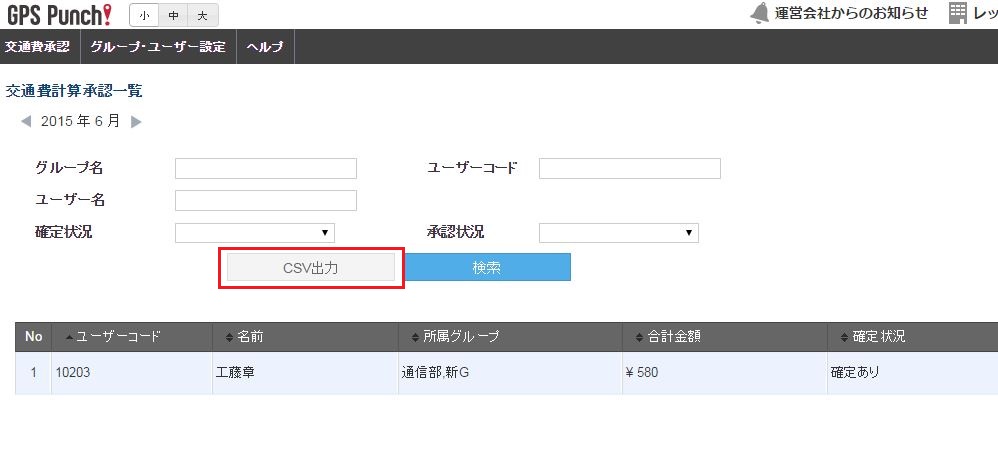 GPS Punch! 小 中 大 運営会社からのお知らせ レッ
交通費承認 グループ・ユーザー設定 ヘルプ
交通費計算承認一覧
2015 年 6 月
グループ名 ユーザーコード
ユーザー名
確定状況 承認状況
CSV出力 検索
No ユーザーコード 名前 所属グループ 合計金額 確定状況
1 10203 工藤章 通信部,新G ¥ 580 確定あり